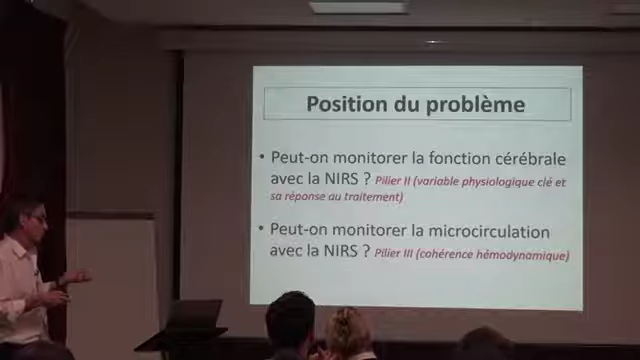 Position du problème
• Peut-on monitorer la fonction cérébrale
avec la NIRS ? Pilier II (variable physiologique clé et
sa réponse au traitement)
• Peut-on monitorer la microcirculation
avec la NIRS ? Pilier III (cohérence hémodynamique)